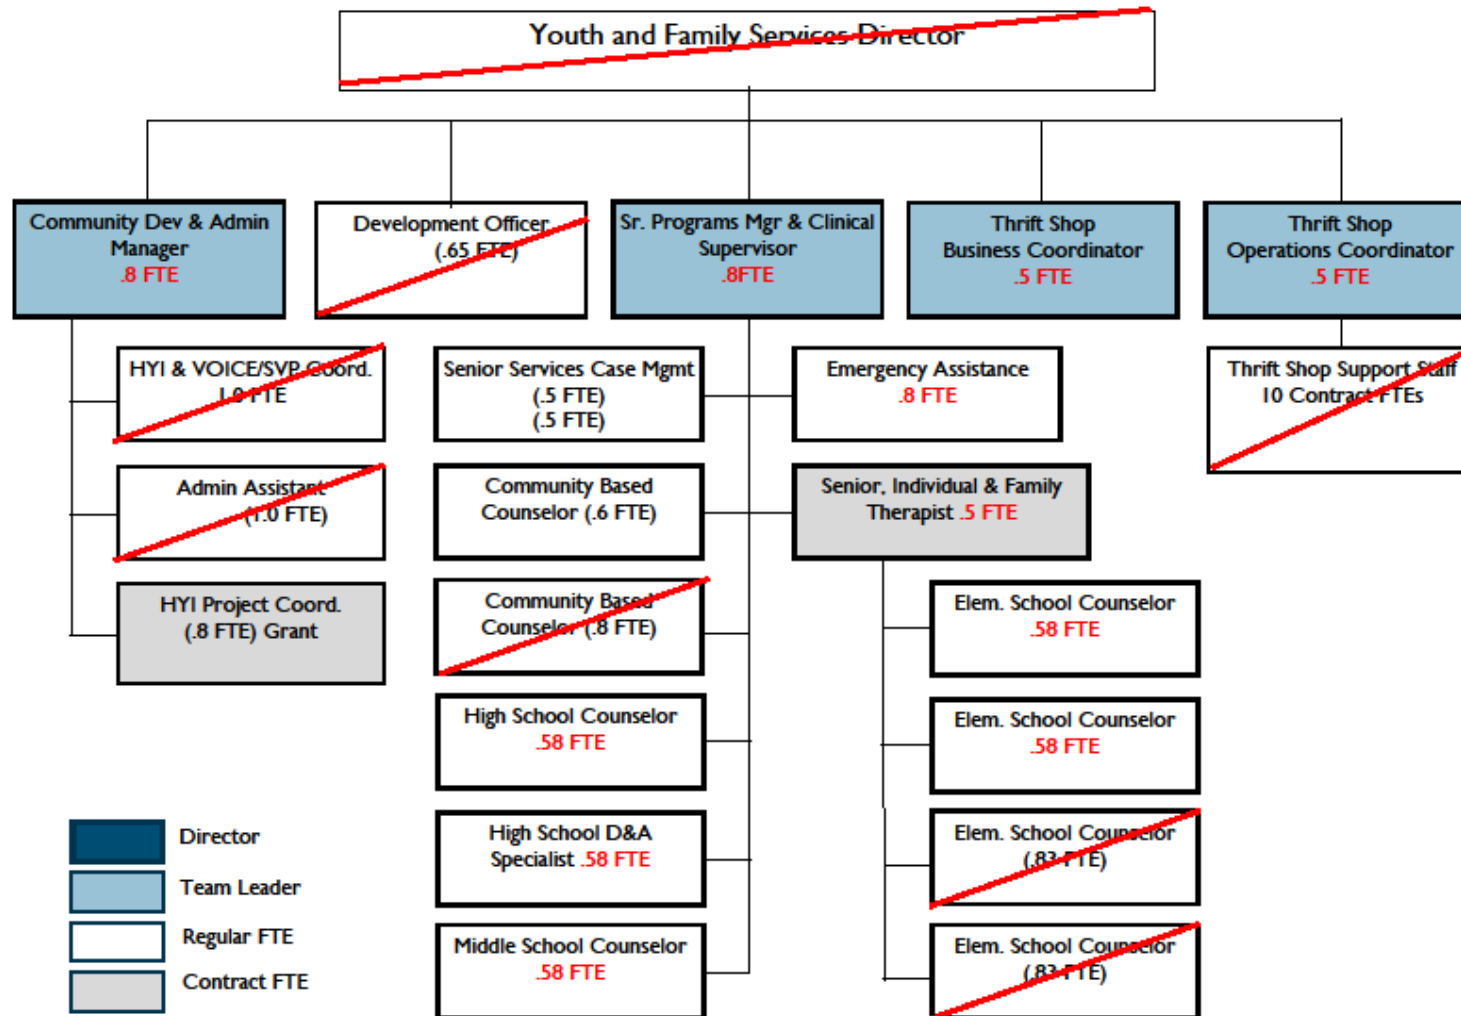 Youth and Family Services Director
Community Dev & Admin
Manager
.8 FTE
Development Officer
(.65 FTE)
Sr. Programs Mgr & Clinical
Supervisor
.8FTE
Thrift Shop
Business Coordinator
.5 FTE
Thrift Shop
Operations Coordinator
.5 FTE
HYI & VOICE/SVP Coord.
1.0 FTE
Senior Services Case Mgmt
(.5 FTE)
(.5 FTE)
Emergency Assistance
.8 FTE
Thrift Shop Support Staff
10 Contract FTEs
Admin Assistant
(1.0 FTE)
Community Based
Counselor (.6 FTE)
Senior, Individual & Family
Therapist .5 FTE
HYI Project Coord.
(.8 FTE) Grant
Community Based
Counselor (.8 FTE)
Elem. School Counselor
.58 FTE
High School Counselor
.58 FTE
Elem. School Counselor
.58 FTE
High School D&A
Specialist .58 FTE
Elem. School Counselor
(.83 FTE)
Middle School Counselor
.58 FTE
Elem. School Counselor
(.83 FTE)
Director
Team Leader
Regular FTE
Contract FTE